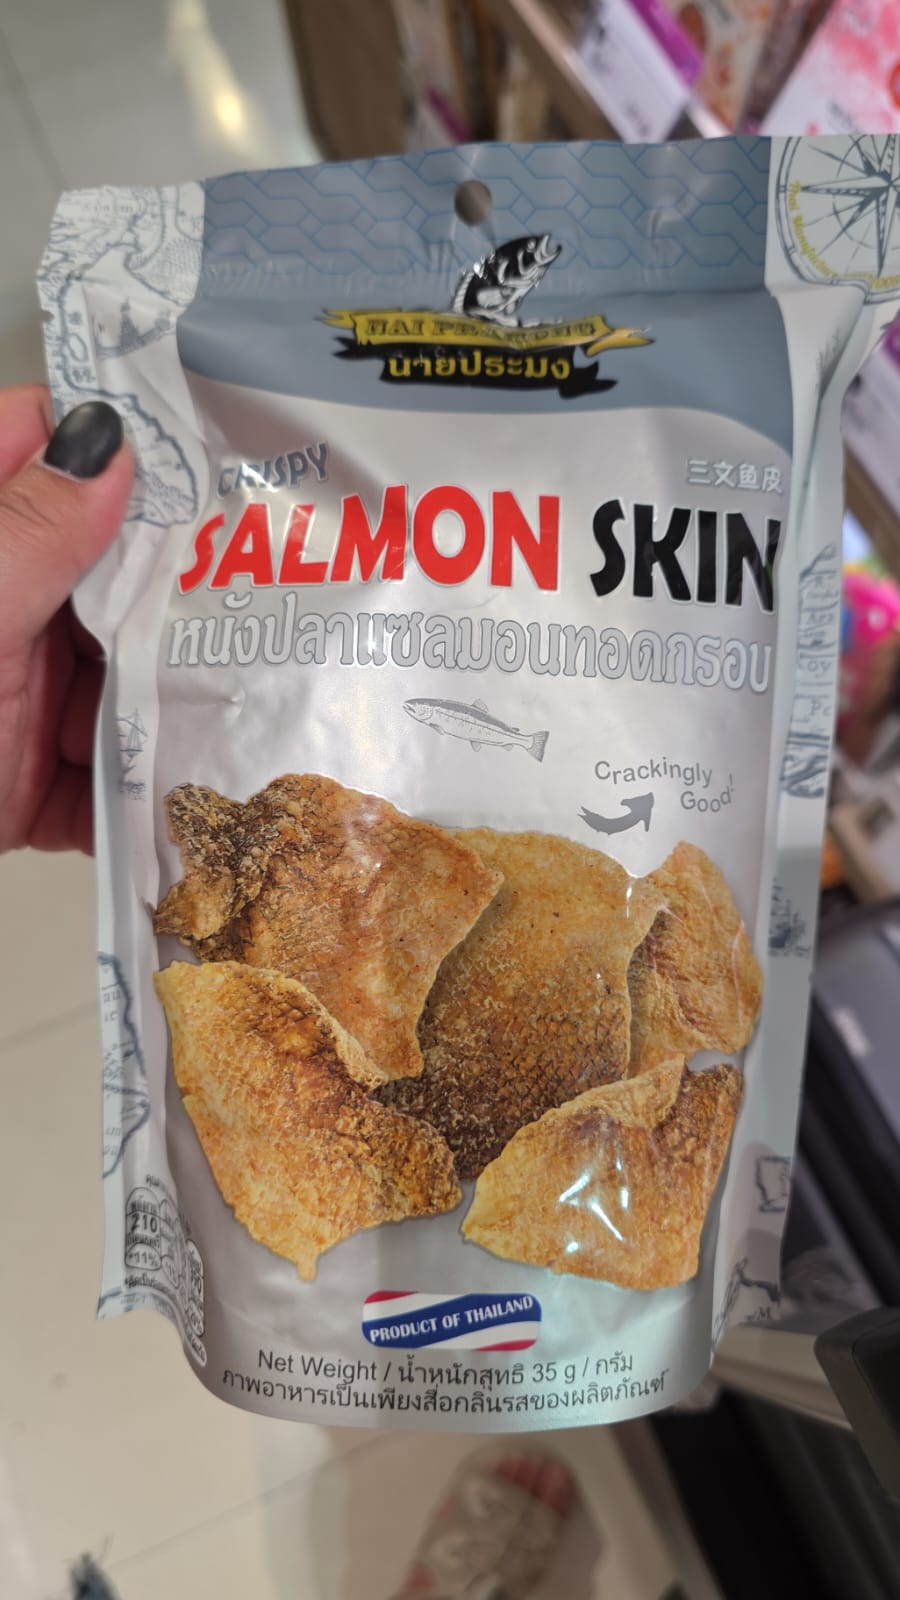 นายประมง
CRISPY
三文鱼皮
SALMON SKIN
หนังปลาแซลมอนทอดกรอบ
Crackingly
Good!
210
*11%
PRODUCT OF THAILAND
Net Weight / น้ำหนักสุทธิ 35 g / กรัม
ภาพอาหารเป็นเพียงสื่อกลิ่นรสของผลิตภัณฑ์